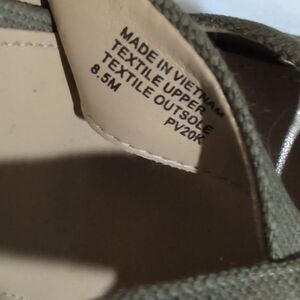 MADE IN VIETNAM
TEXTILE UPPER
TEXTILE OUTSOLE
8.5M PV20K